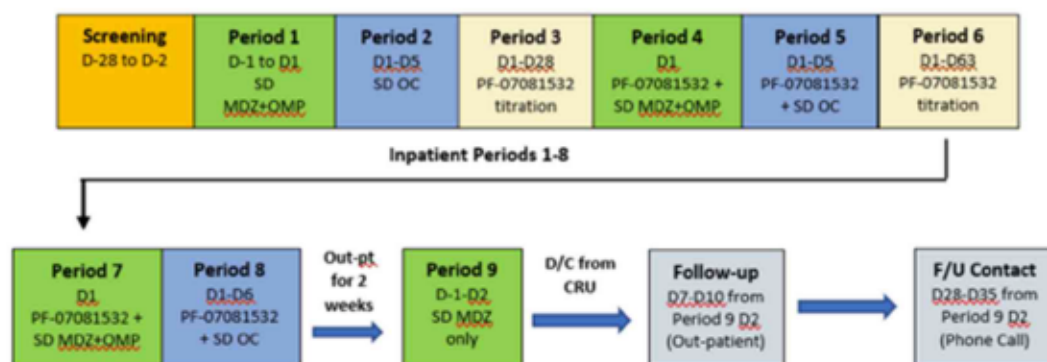 Screening
D-28 to D-2
Period 1
D-1 to D1
SD
MDZ+OMP
Period 2
D1-D5
SD OC
Period 3
D1-D28
PF-07081532
titration
Period 4
D1
PF-07081532 +
SD MDZ+OMP
Period 5
D1-D5
PF-07081532
+ SD OC
Period 6
D1-D63
PF-07081532
titration
Inpatient Periods 1-8
Period 7
D1
PF-07081532 +
SD MDZ+OMP
Period 8
D1-D6
PF-07081532
+ SD OC
Out-pt
for 2
weeks
Period 9
D-1-D2
SD MDZ
only
D/C from
CRU
Follow-up
D7-D10 from
Period 9 D2
(Out-patient)
F/U Contact
D28-D35 from
Period 9 D2
(Phone Call)